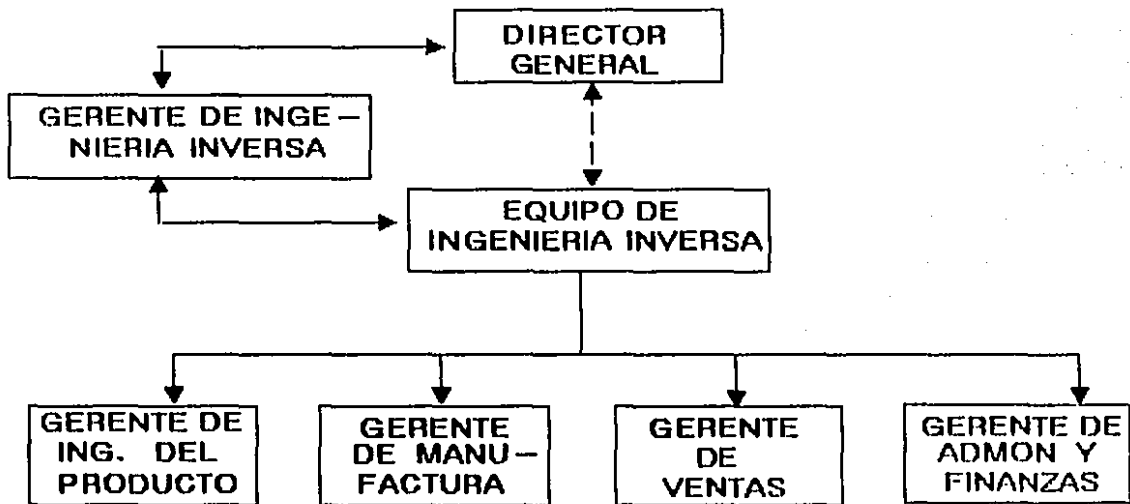 DIRECTOR
GENERAL
GERENTE DE INGE-
NIERIA INVERSA
EQUIPO DE
INGENIERIA INVERSA
GERENTE DE
ING. DEL
PRODUCTO
GERENTE
DE MANU-
FACTURA
GERENTE
DE
VENTAS
GERENTE DE
ADMON Y
FINANZAS